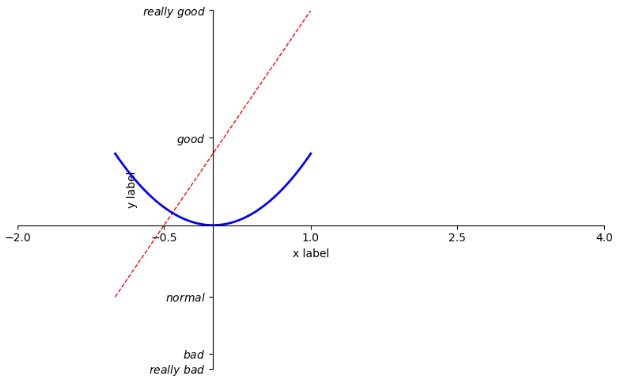 really good
good
y label
−2.0
−0.5
1.0
2.5
4.0
x label
normal
bad
really bad